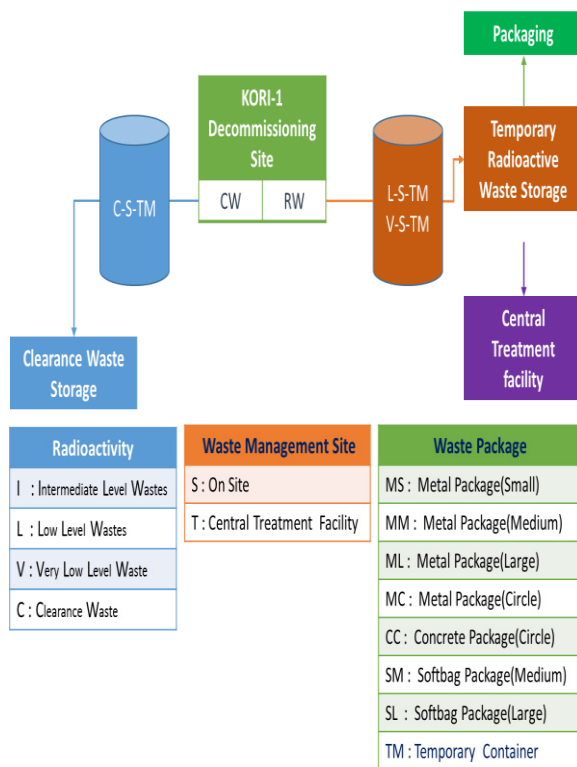 Packaging
KORI-1
Decommissioning
Site
CW
RW
C-S-TM
L-S-TM
V-S-TM
Temporary
Radioactive
Waste Storage
Clearance Waste
Storage
Central
Treatment
facility
Radioactivity
I : Intermediate Level Wastes
L : Low Level Wastes
V : Very Low Level Waste
C : Clearance Waste
Waste Management Site
S : On Site
T : Central Treatment Facility
Waste Package
MS : Metal Package(Small)
MM : Metal Package(Medium)
ML : Metal Package(Large)
MC : Metal Package(Circle)
CC : Concrete Package(Circle)
SM : Softbag Package(Medium)
SL : Softbag Package(Large)
TM : Temporary Container